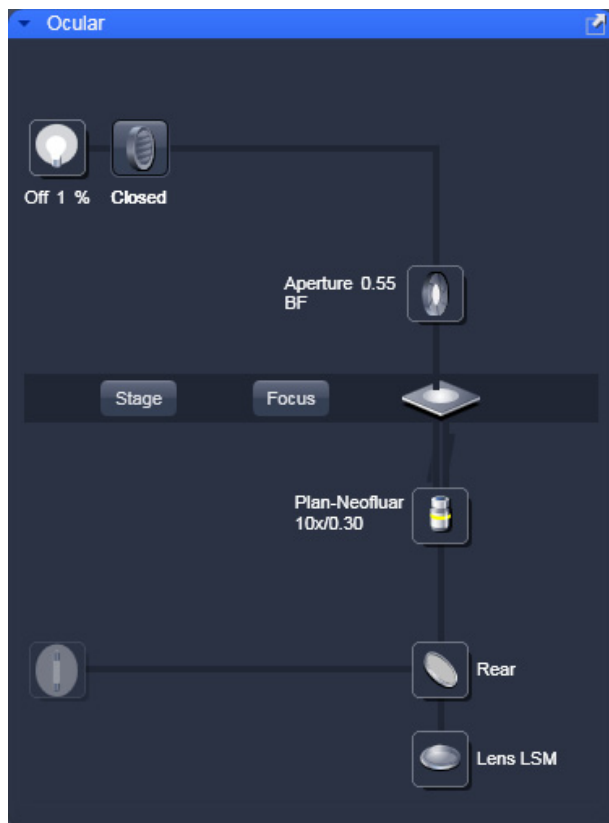 Ocular
Off 1 % Closed
Aperture 0.55
BF
Stage Focus
Plan-Neofluar
10x/0.30
Rear
Lens LSM